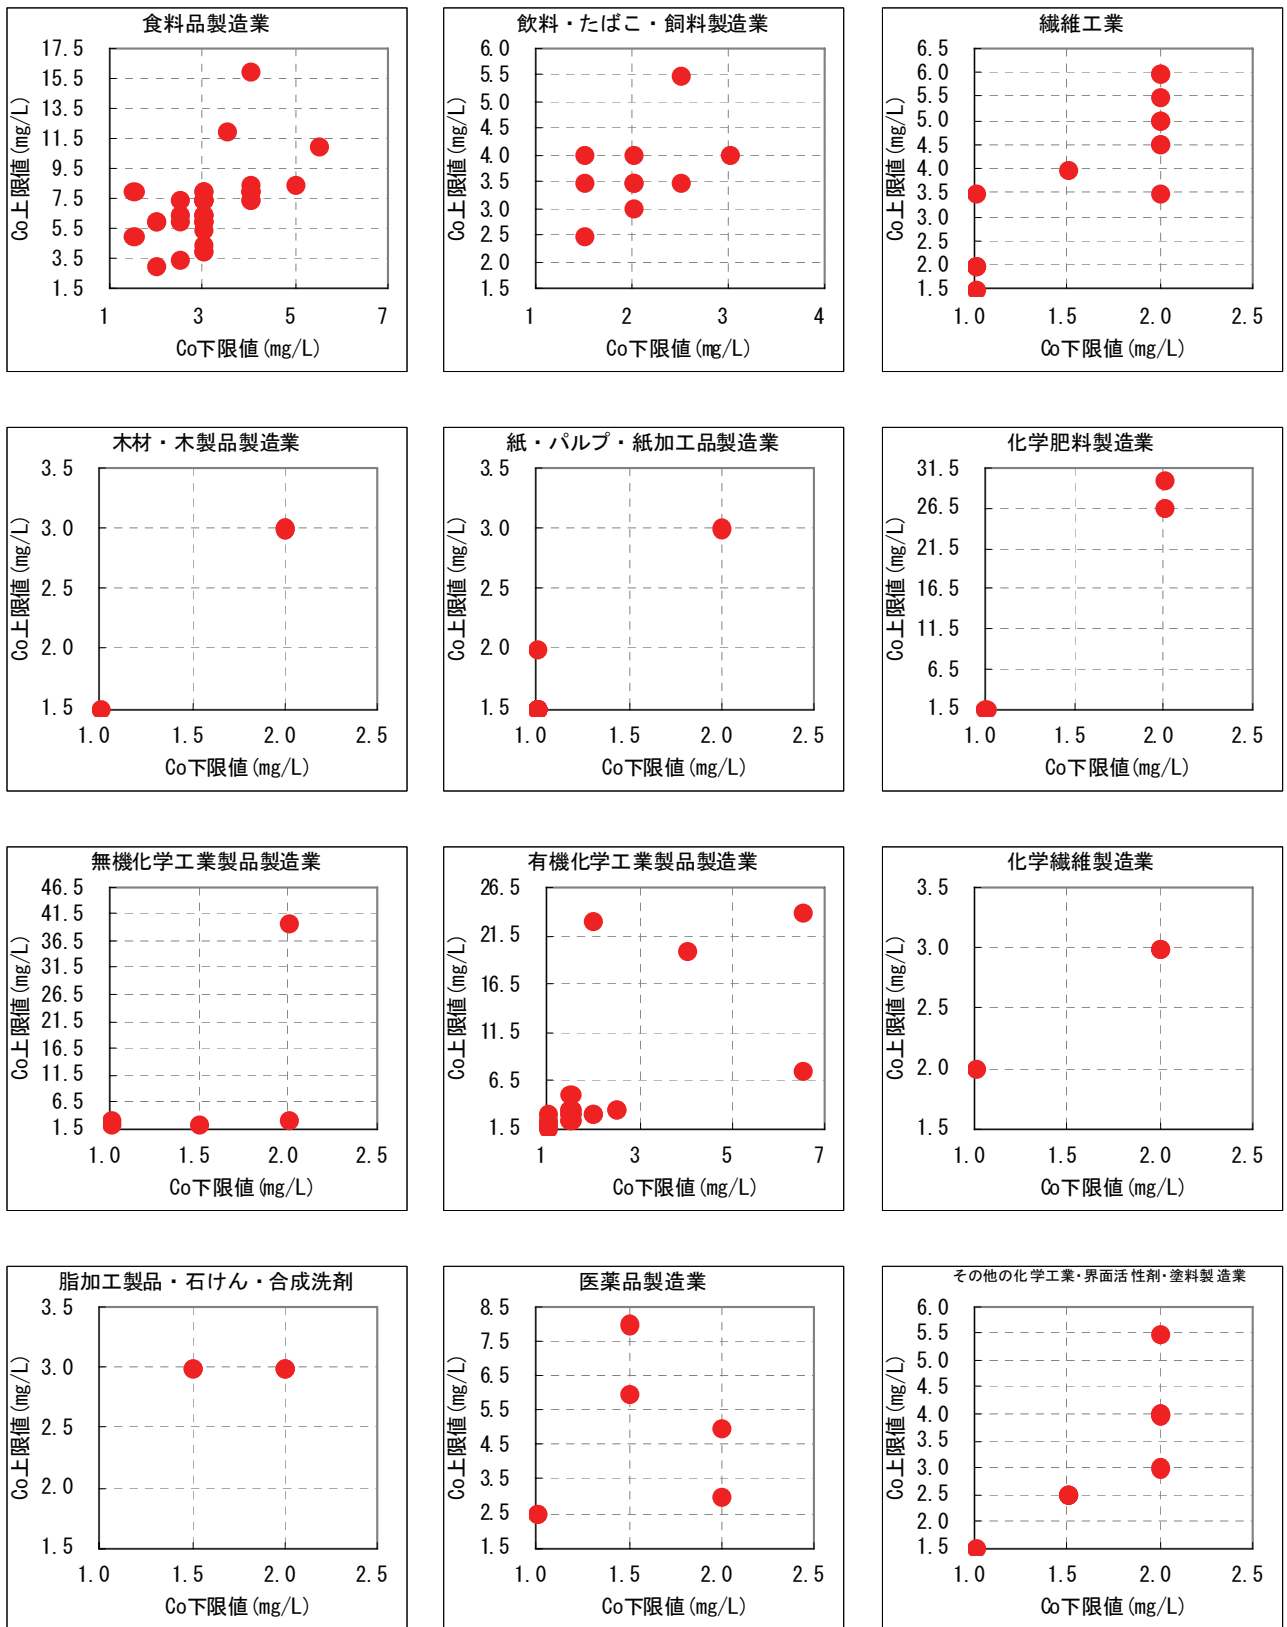 食料品製造業
17.5
15.5
13.5
11.5
9.5
7.5
5.5
3.5
1.5
Co上限値(mg/L)
1 3 5 7
Co下限値(mg/L)
飲料・たばこ・飼料製造業
6.0
5.5
5.0
4.5
4.0
3.5
3.0
2.5
2.0
1.5
Co上限値(mg/L)
1 2 3 4
Co下限値(mg/L)
繊維工業
6.5
6.0
5.5
5.0
4.5
4.0
3.5
3.0
2.5
2.0
1.5
Co上限値(mg/L)
1.0 1.5 2.0 2.5
Co下限値(mg/L)
木材・木製品製造業
3.5
3.0
2.5
2.0
1.5
Co上限値(mg/L)
1.0 1.5 2.0 2.5
Co下限値(mg/L)
紙・パルプ・紙加工品製造業
3.5
3.0
2.5
2.0
1.5
Co上限値(mg/L)
1.0 1.5 2.0 2.5
Co下限値(mg/L)
化学肥料製造業
31.5
26.5
21.5
16.5
11.5
6.5
1.5
Co上限値(mg/L)
1.0 1.5 2.0 2.5
Co下限値(mg/L)
無機化学工業製品製造業
46.5
41.5
36.5
31.5
26.5
21.5
16.5
11.5
6.5
1.5
Co上限値(mg/L)
1.0 1.5 2.0 2.5
Co下限値(mg/L)
有機化学工業製品製造業
26.5
21.5
16.5
11.5
6.5
1.5
Co上限値(mg/L)
1 3 5 7
Co下限値(mg/L)
化学繊維製造業
3.5
3.0
2.5
2.0
1.5
Co上限値(mg/L)
1.0 1.5 2.0 2.5
Co下限値(mg/L)
脂加工製品・石けん・合成洗剤
3.5
3.0
2.5
2.0
1.5
Co上限値(mg/L)
1.0 1.5 2.0 2.5
Co下限値(mg/L)
医薬品製造業
8.5
7.5
6.5
5.5
4.5
3.5
2.5
1.5
Co上限値(mg/L)
1.0 1.5 2.0 2.5
Co下限値(mg/L)
その他の化学工業・界面活性剤・塗料製造業
6.0
5.5
5.0
4.5
4.0
3.5
3.0
2.5
2.0
1.5
Co上限値(mg/L)
1.0 1.5 2.0 2.5
Co下限値(mg/L)